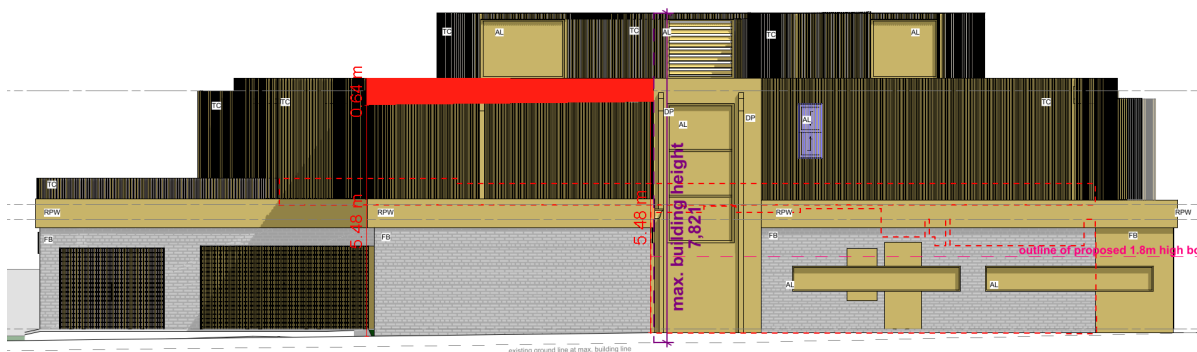 TC
AL
TC
AL
TC
AL
0.64 m
TC
TC
TC
DP
AL
DP
AL
TC
RPW
RPW
RPW
RPW
5.48 m
5.48 m
max. building height
7,821
FB
FB
FB
FB
outline of proposed 1.8m high bo
AL
AL
existing ground line at max. building line